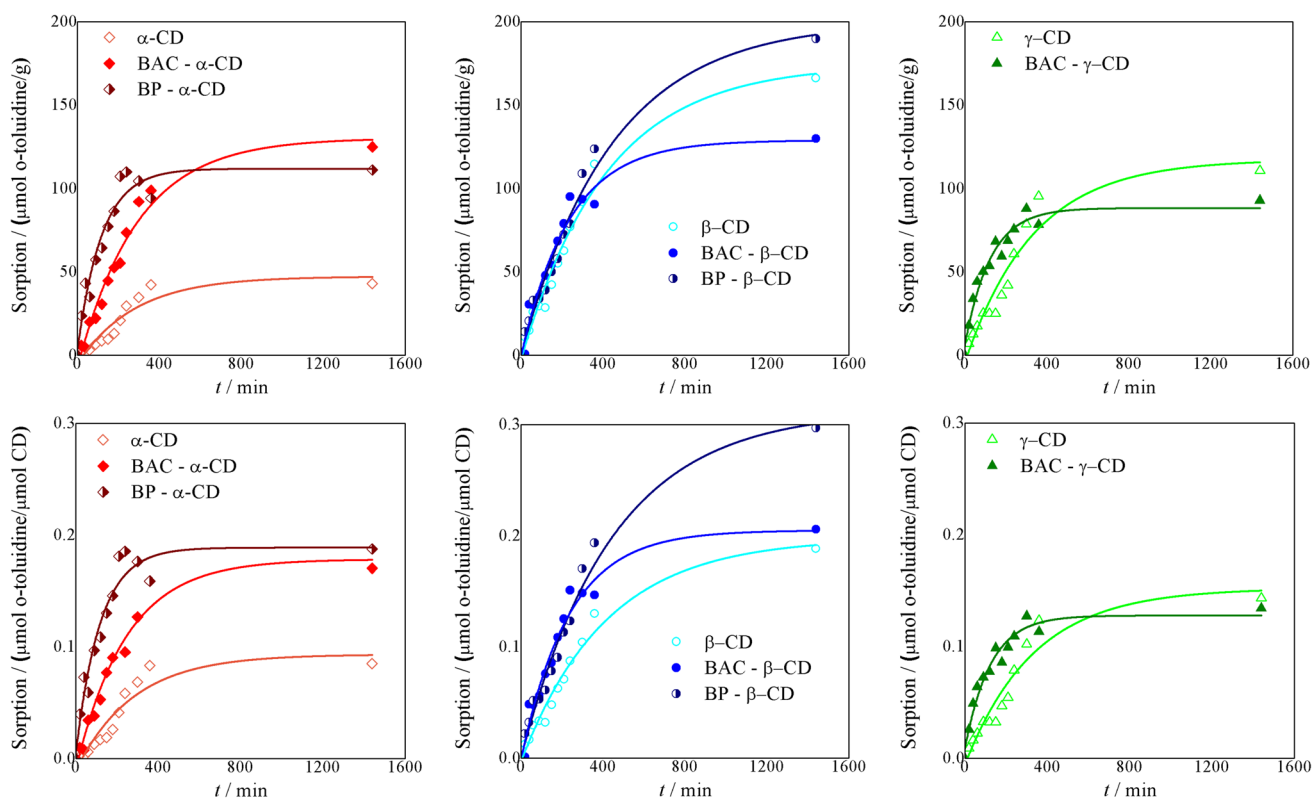 Sorption / (μmol o-toluidine/g)
200
150
100
50
0
α-CD
BAC - α-CD
BP - α-CD
0 400 800 1200 1600
t / min
Sorption / (μmol o-toluidine/g)
200
150
100
50
0
β–CD
BAC - β–CD
BP - β–CD
0 400 800 1200 1600
t / min
Sorption / (μmol o-toluidine/g)
200
150
100
50
0
γ–CD
BAC - γ–CD
0 400 800 1200 1600
t / min
Sorption / (μmol o-toluidine/μmol CD)
0.3
0.2
0.1
0.0
α-CD
BAC - α-CD
BP - α-CD
0 400 800 1200 1600
t / min
Sorption / (μmol o-toluidine/μmol CD)
0.3
0.2
0.1
0.0
β–CD
BAC - β–CD
BP - β–CD
0 400 800 1200 1600
t / min
Sorption / (μmol o-toluidine/μmol CD)
0.3
0.2
0.1
0.0
γ–CD
BAC - γ–CD
0 400 800 1200 1600
t / min